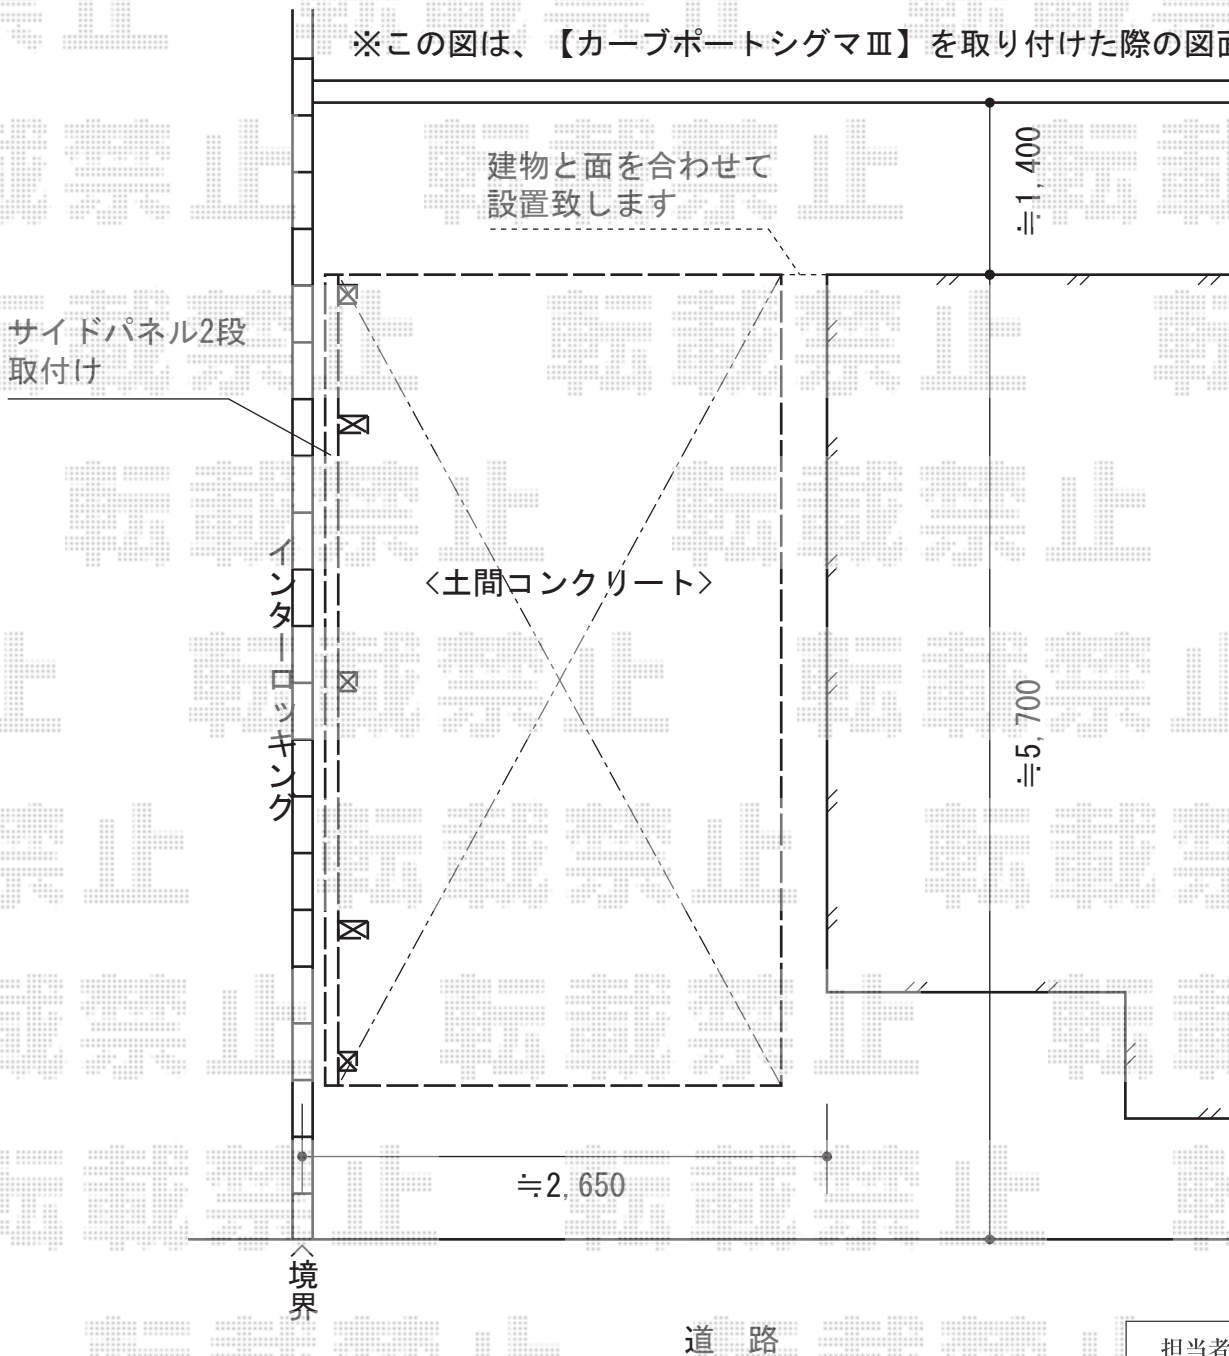 ※この図は、【カーブポートシグマⅢ】を取り付けた際の図面
≒1,400
建物と面を合わせて
設置致します
サイドパネル2段
取付け
<土間コンクリート>
インターロッキング
≒5,700
≒2,650
境界
道　路
担当者
転載禁止